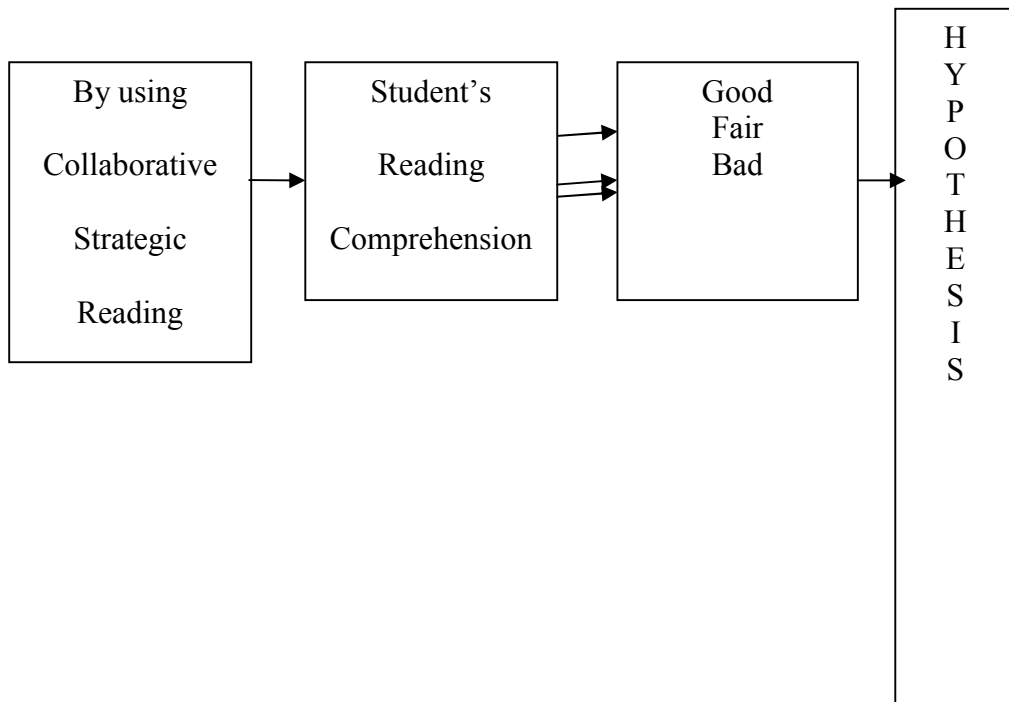 By using
Collaborative
Strategic
Reading
Student’s
Reading
Comprehension
Good
Fair
Bad
H
Y
P
O
T
H
E
S
I
S